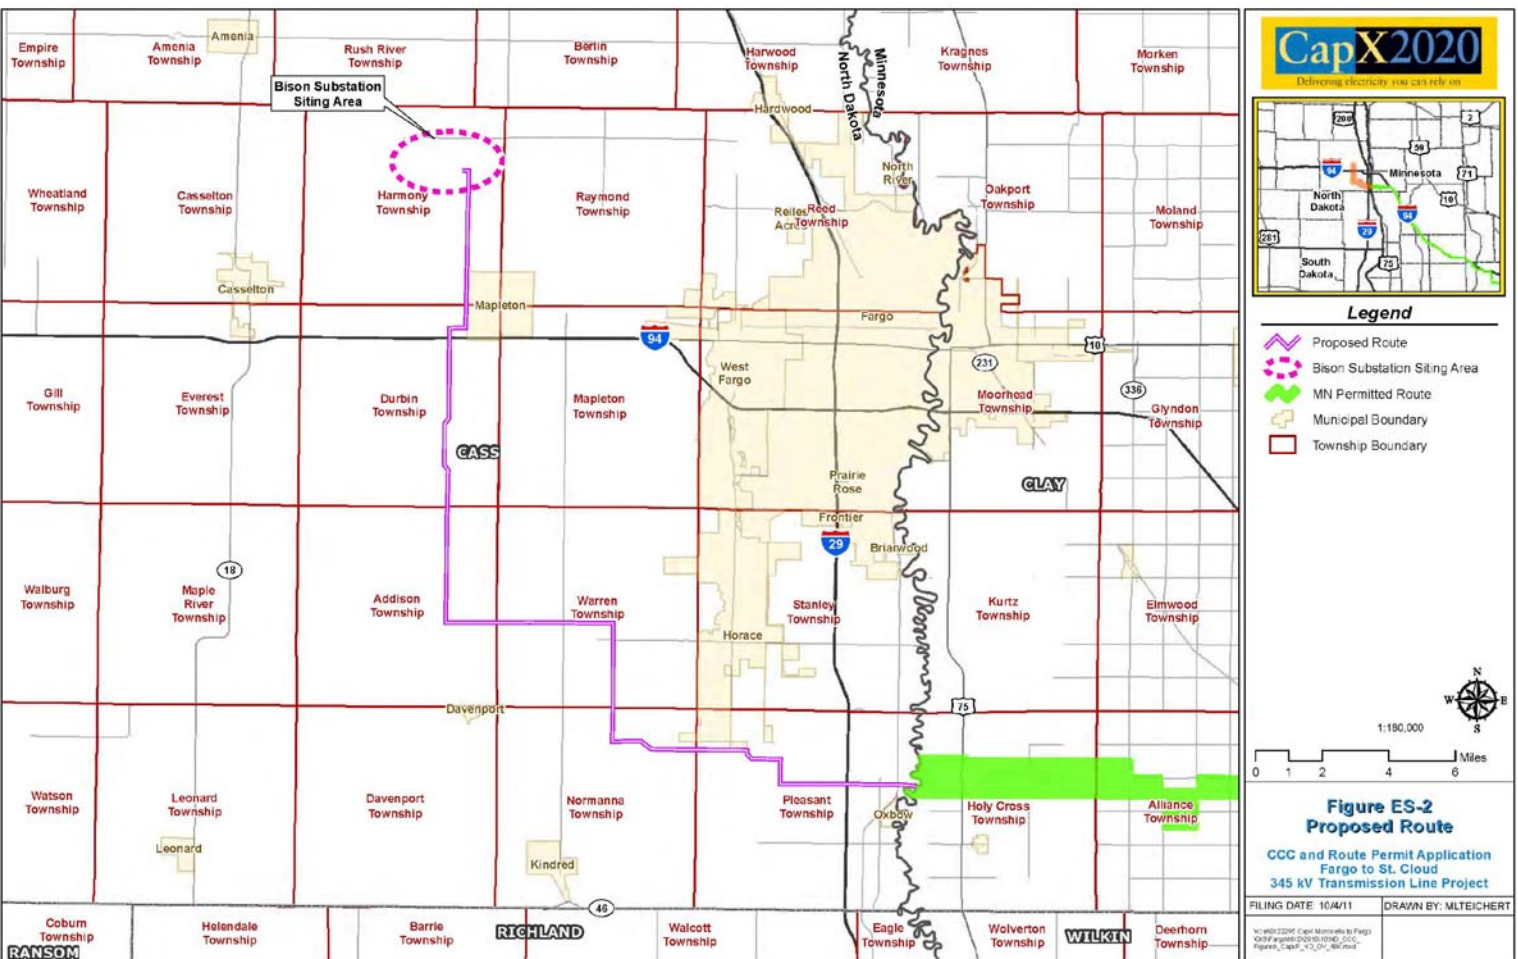 Empire
Township
Amenia
Amenia
Township
Rush River
Township
Berlin
Township
Harwood
Township
Minnesota
North Dakota
Kragnes
Township
Morken
Township
Bison Substation
Siting Area
Hardwood
Wheatland
Township
Casselton
Township
Harmony
Township
Raymond
Township
North
River
Reiles
Acres
Reed
Township
Oakport
Township
Moland
Township
Casselton
Mapleton
Fargo
94
West
Fargo
10
231
336
Gill
Township
Everest
Township
Durbin
Township
Mapleton
Township
Moorhead
Township
Glyndon
Township
CASS
CLAY
Prairie
Rose
Frontier
29
Briarwood
18
Walburg
Township
Maple
River
Township
Addison
Township
Warren
Township
Stanley
Township
Kurtz
Township
Elmwood
Township
Horace
Davenport
75
Watson
Township
Leonard
Township
Davenport
Township
Normanna
Township
Pleasant
Township
Oxbow
Holy Cross
Township
Alliance
Township
Leonard
Kindred
46
Coburn
Township
RANSOM
Helendale
Township
Barrie
Township
RICHLAND
Walcott
Township
Eagle
Township
Wolverton
Township
WILKIN
Deerhorn
Township
CapX2020
Delivering electricity you can rely on
200
2
59
94
Minnesota
71
North
Dakota
10
94
29
281
South
Dakota
75
Legend
Proposed Route
Bison Substation Siting Area
MN Permitted Route
Municipal Boundary
Township Boundary
N
W E
S
1:180,000
Miles
0 1 2 4 6
Figure ES-2
Proposed Route
CCC and Route Permit Application
Fargo to St. Cloud
345 kV Transmission Line Project
FILING DATE: 10/4/11
DRAWN BY: MLTEICHERT